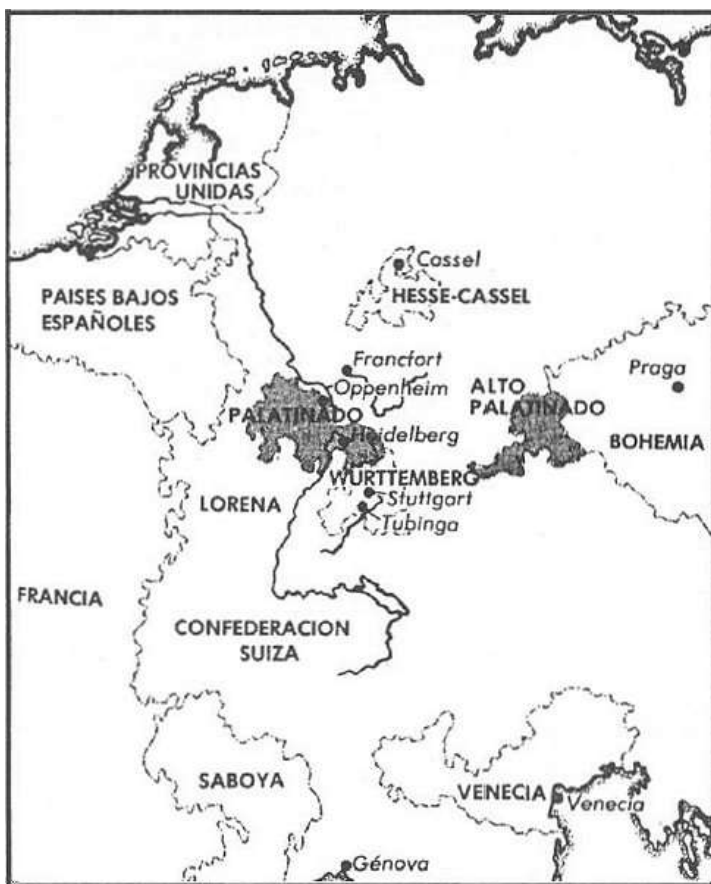 PROVINCIAS
UNIDAS
Cassel
HESSE-CASSEL
PAISES BAJOS
ESPAÑOLES
Francfort
Oppenheim
ALTO
PALATINADO
Praga
PALATINADO
Heidelberg
BOHEMIA
WURTTEMBERG
LORENA
Stuttgart
Tubinga
FRANCIA
CONFEDERACION
SUIZA
SABOYA
VENECIA
Venecia
Génova